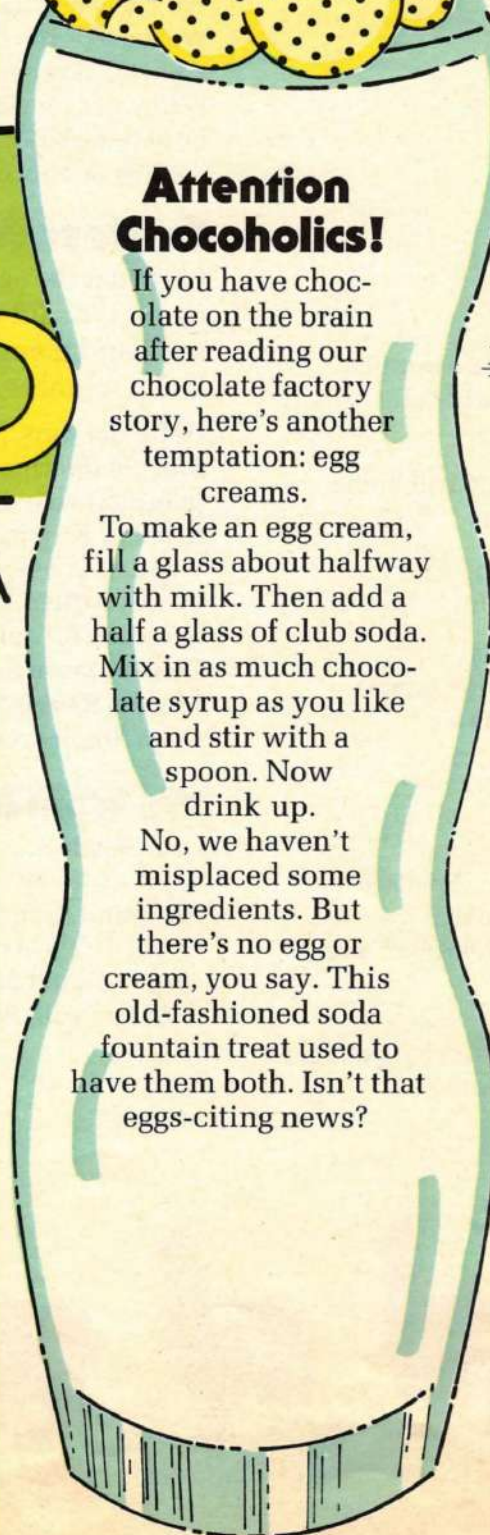 Attention
Chocoholics!
If you have choc-
olate on the brain
after reading our
chocolate factory
story, here's another
temptation: egg
creams.
To make an egg cream,
fill a glass about halfway
with milk. Then add a
half a glass of club soda.
Mix in as much choco-
late syrup as you like
and stir with a
spoon. Now
drink up.
No, we haven't
misplaced some
ingredients. But
there's no egg or
cream, you say. This
old-fashioned soda
fountain treat used to
have them both. Isn't that
eggs-citing news?